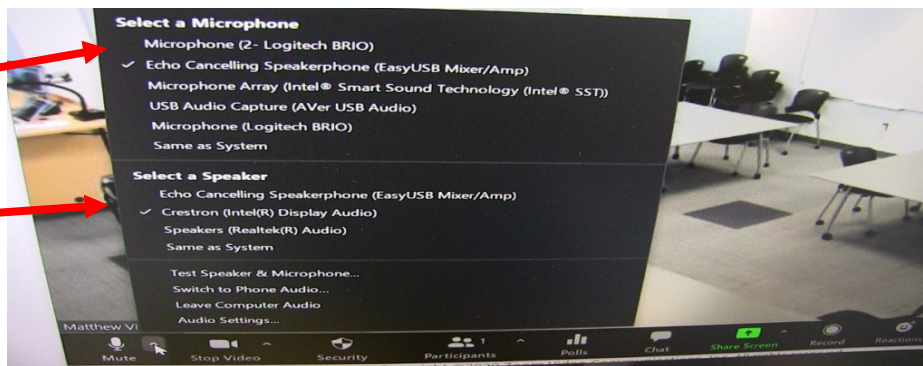 Select a Microphone
Microphone (2- Logitech BRIO)
✓ Echo Cancelling Speakerphone (EasyUSB Mixer/Amp)
Microphone Array (Intel® Smart Sound Technology (Intel® SST))
USB Audio Capture (AVer USB Audio)
Microphone (Logitech BRIO)
Same as System
Select a Speaker
Echo Cancelling Speakerphone (EasyUSB Mixer/Amp)
✓ Crestron (Intel(R) Display Audio)
Speakers (Realtek(R) Audio)
Same as System
Test Speaker & Microphone...
Switch to Phone Audio...
Leave Computer Audio
Audio Settings...
Matthew Vi
1
Mute Stop Video Security Participants Polls Chat Share Screen Record Reactions